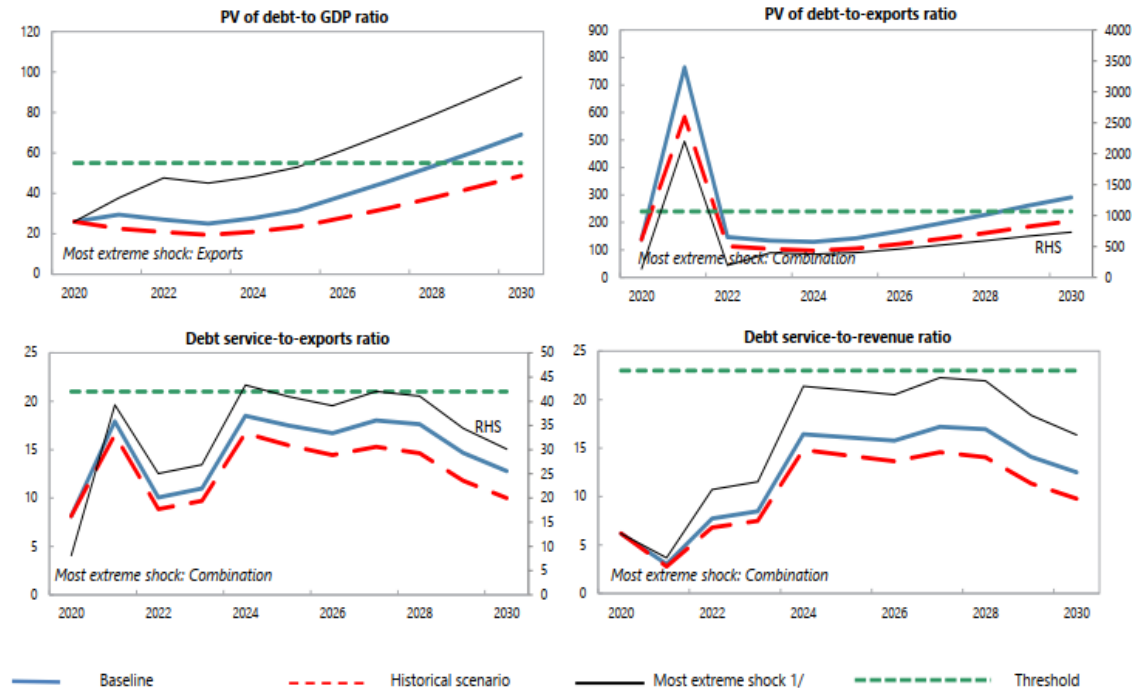 PV of debt-to GDP ratio
120
100
80
60
40
20
0
Most extreme shock: Exports
2020 2022 2024 2026 2028 2030
PV of debt-to-exports ratio
900 4000
800 3500
700 3000
600 2500
500 2000
400 1500
300 1000
200 500
100 0
0
RHS
Most extreme shock: Combination
2020 2022 2024 2026 2028 2030
Debt service-to-exports ratio
25 50
20 45
15 40
10 35
5 30
0 25
20
15
10
5
0
RHS
Most extreme shock: Combination
2020 2022 2024 2026 2028 2030
Debt service-to-revenue ratio
25
20
15
10
5
0
Most extreme shock: Combination
2020 2022 2024 2026 2028 2030
Baseline Historical scenario Most extreme shock 1/ Threshold